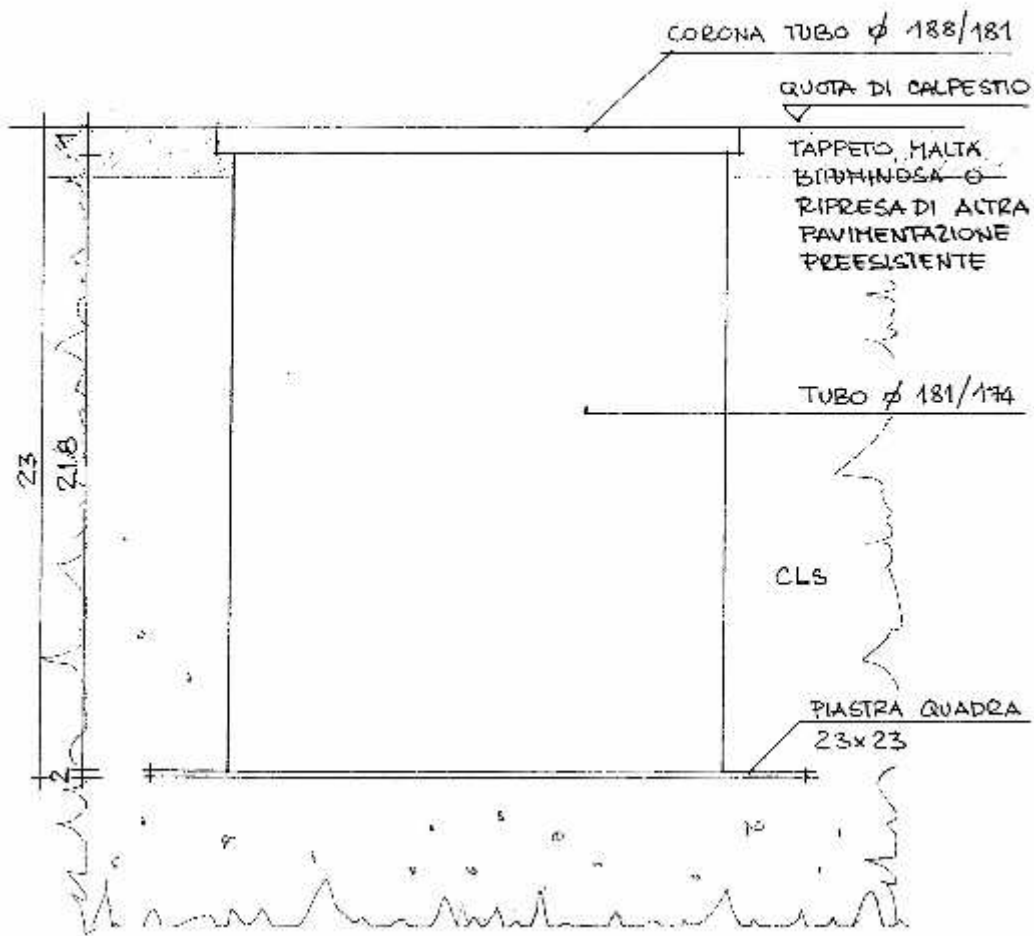 CORONA TUBO ø 188/181
QUOTA DI CALPESTIO
TAPPETO, MALTA
BITUMINOSA O
RIPRESA DI ALTRA
PAVIMENTAZIONE
PREESISTENTE
1
23
21.8
TUBO ø 181/174
CLS
PIASTRA QUADRA
23x23